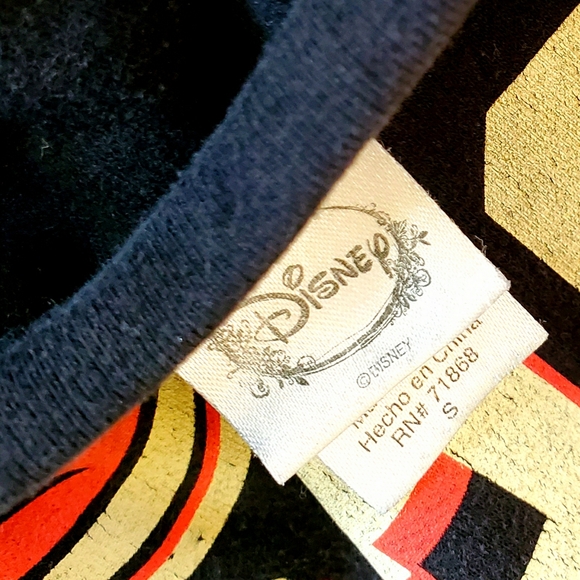 Disney
© DISNEY
Hecho en China
RN# 71868
S